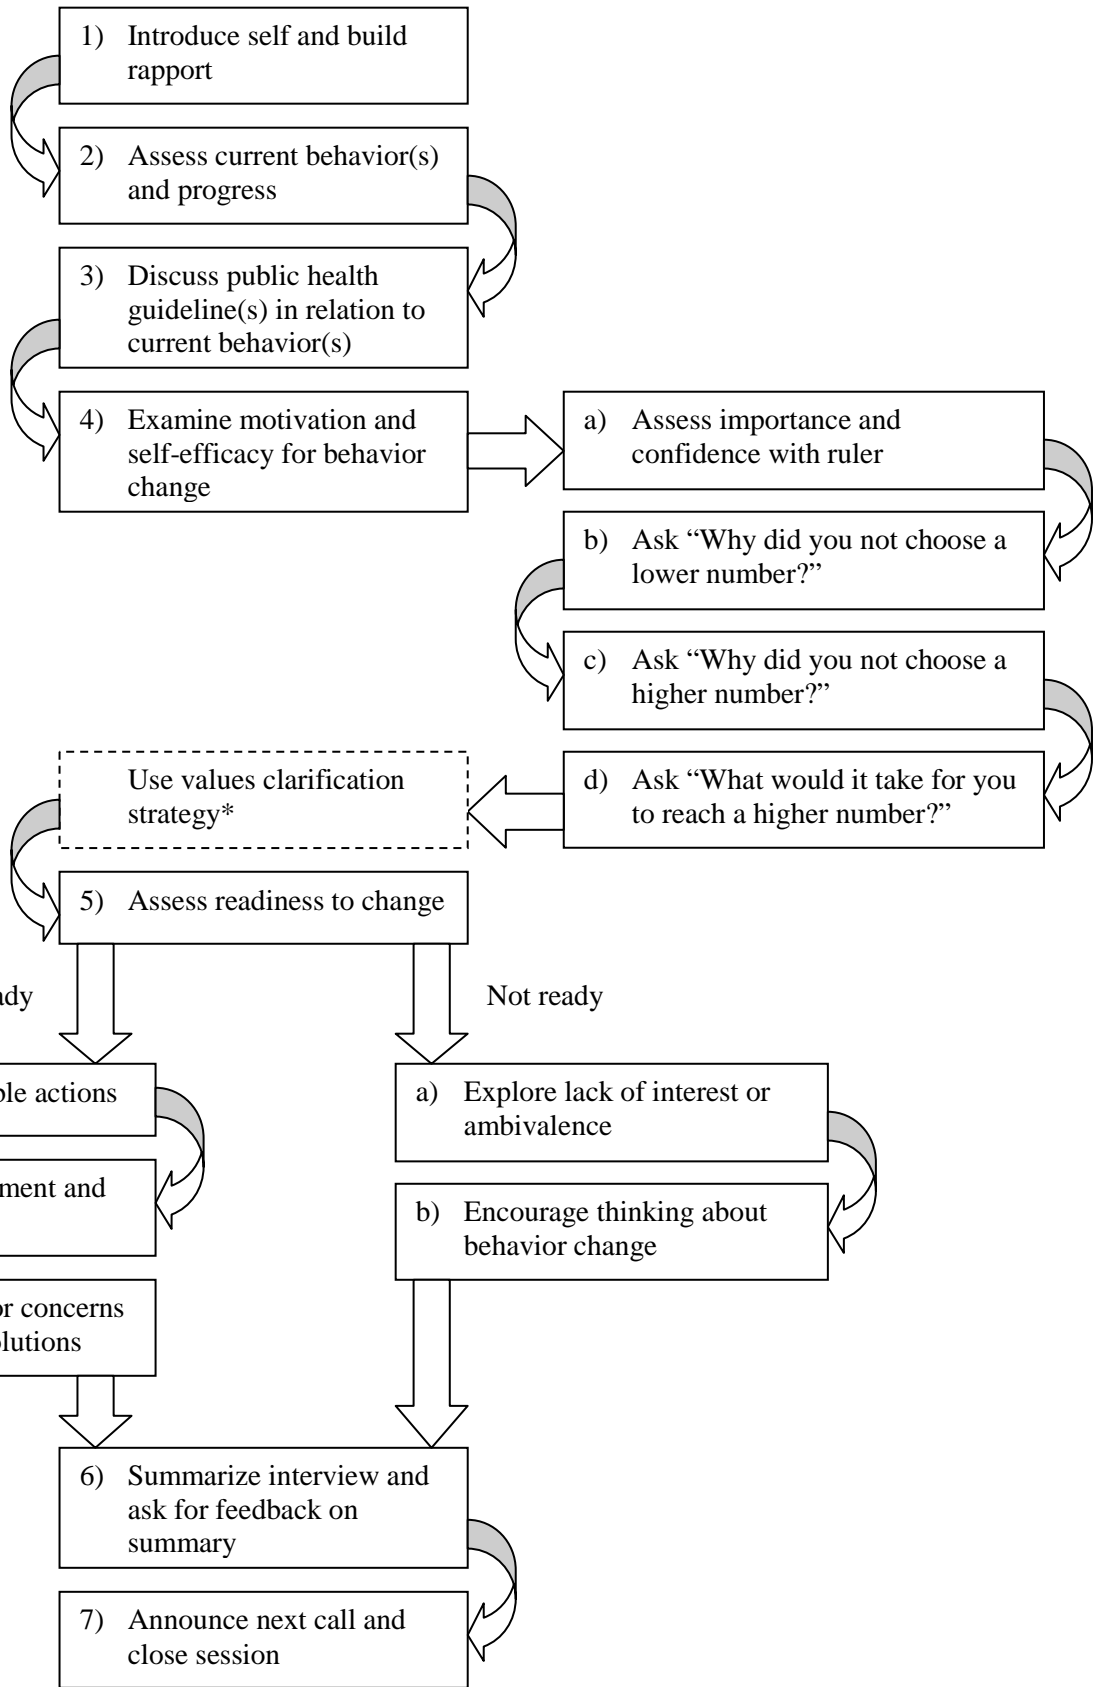 1) Introduce self and build
rapport
2) Assess current behavior(s)
and progress
3) Discuss public health
guideline(s) in relation to
current behavior(s)
4) Examine motivation and
self-efficacy for behavior
change
a) Assess importance and
confidence with ruler
b) Ask “Why did you not choose a
lower number?”
c) Ask “Why did you not choose a
higher number?”
d) Ask “What would it take for you
to reach a higher number?”
Use values clarification
strategy*
5) Assess readiness to change
Not ready
actions
and
or concerns
a) Explore lack of interest or
ambivalence
b) Encourage thinking about
behavior change
6) Summarize interview and
ask for feedback on
summary
7) Announce next call and
close session